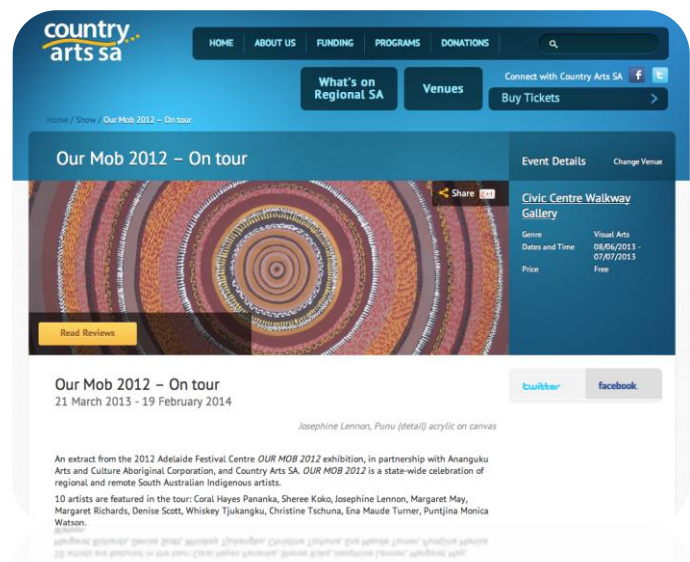 country
arts sa
HOME ABOUT US FUNDING PROGRAMS DONATIONS
What's on
Regional SA
Venues
Connect with Country Arts SA
Buy Tickets
Home / Show / Our Mob 2012 – On tour
Our Mob 2012 – On tour
Event Details Change Venue
Share
Civic Centre Walkway
Gallery
Genre Visual Arts
Dates and Time 08/06/2013 -
07/07/2013
Price Free
Read Reviews
Our Mob 2012 – On tour
21 March 2013 - 19 February 2014
twitter facebook
Josephine Lennon, Punu (detail) acrylic on canvas
An extract from the 2012 Adelaide Festival Centre OUR MOB 2012 exhibition, in partnership with Ananguku
Arts and Culture Aboriginal Corporation, and Country Arts SA. OUR MOB 2012 is a state-wide celebration of
regional and remote South Australian Indigenous artists.
10 artists are featured in the tour: Coral Hayes Pananka, Sheree Koko, Josephine Lennon, Margaret May,
Margaret Richards, Denise Scott, Whiskey Tjukangku, Christine Tschuna, Ena Maude Turner, Puntjina Monica
Watson.